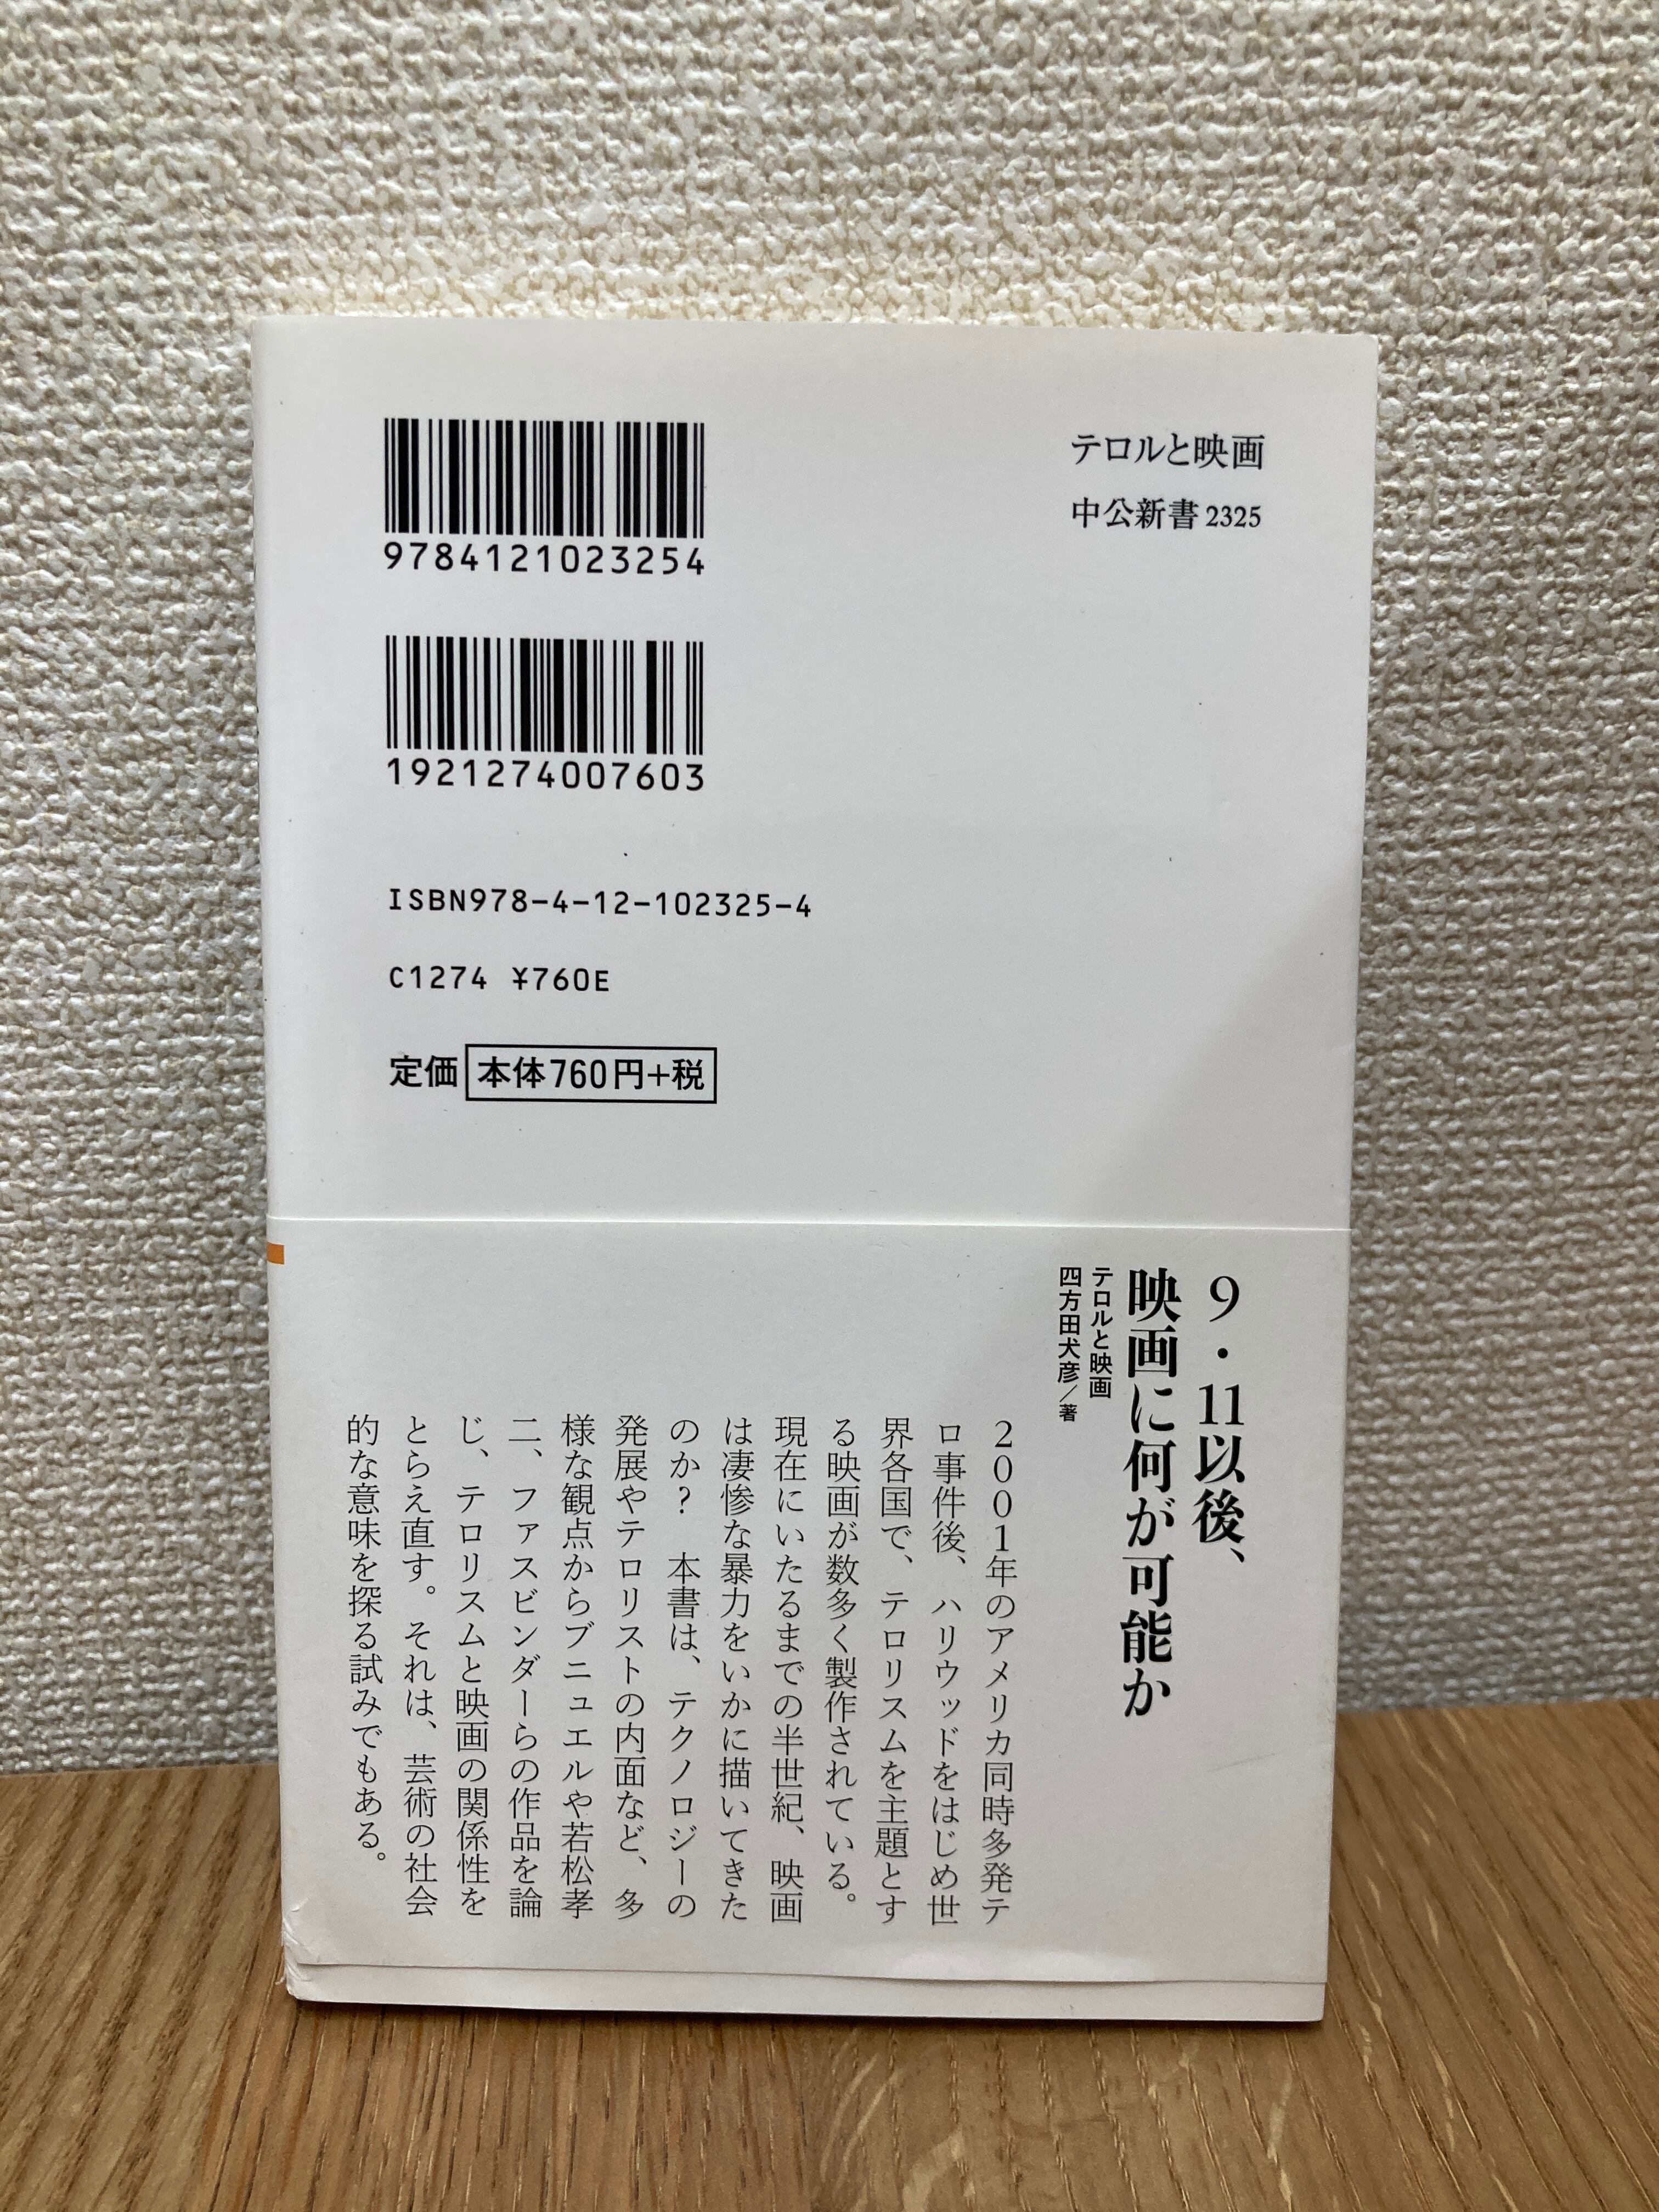 テロルと映画
中公新書 2325
9784121023254
1921274007603
ISBN978-4-12-102325-4
C1274 ¥760E
定価 本体760円+税
9・11以後、
映画に何が可能か
テロルと映画
四方田犬彦/著
2001年のアメリカ同時多発テ
ロ事件後、ハリウッドをはじめ世
界各国で、テロリスムを主題とす
る映画が数多く製作されている。
現在にいたるまでの半世紀、映画
は凄惨な暴力をいかに描いてきた
のか? 本書は、テクノロジーの
発展やテロリストの内面など、多
様な観点からブニュエルや若松孝
二、ファスビンダーらの作品を論
じ、テロリスムと映画の関係性を
とらえ直す。それは、芸術の社会
的な意味を探る試みでもある。